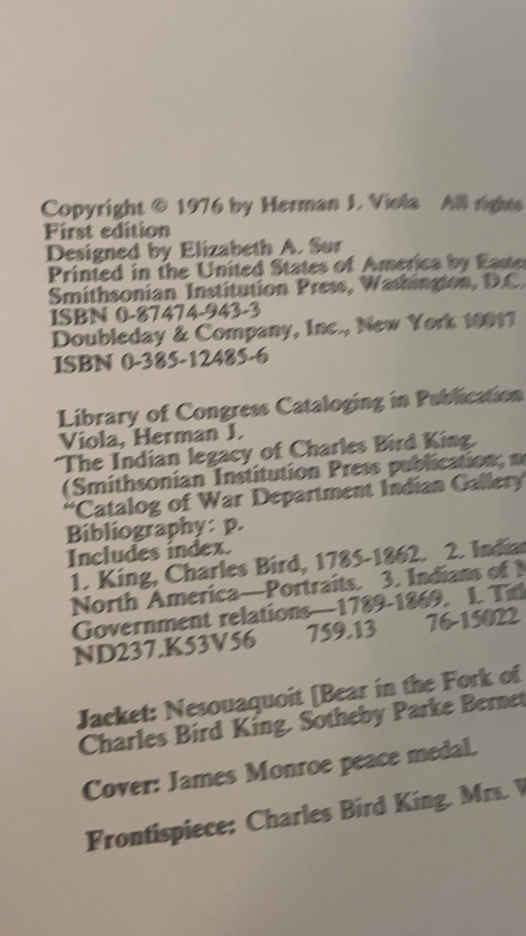 Copyright © 1976 by Herman J. Viola All rights
First edition
Designed by Elizabeth A. Sur
Printed in the United States of America by Easte
Smithsonian Institution Press, Washington, D.C.
ISBN 0-87474-943-3
Doubleday & Company, Inc., New York 10017
ISBN 0-385-12485-6
Library of Congress Cataloging in Publication
Viola, Herman J.
The Indian legacy of Charles Bird King.
(Smithsonian Institution Press publication; n
“Catalog of War Department Indian Gallery
Bibliography: p.
Includes index.
1. King, Charles Bird, 1785-1862. 2. Indian
North America—Portraits. 3. Indians of N
Government relations—1789-1869. I. Titl
ND237.K53V56 759.13 76-15022
Jacket: Nesouaquoit [Bear in the Fork of
Charles Bird King. Sotheby Parke Bernet
Cover: James Monroe peace medal.
Frontispiece: Charles Bird King. Mrs. W